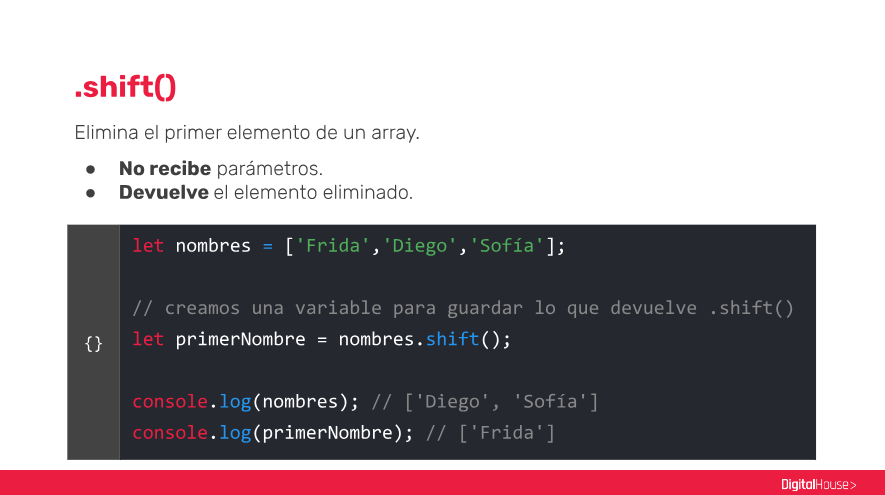 .shift()
Elimina el primer elemento de un array.
● No recibe parámetros.
● Devuelve el elemento eliminado.
let nombres = ['Frida','Diego','Sofía'];
// creamos una variable para guardar lo que devuelve .shift()
{}
let primerNombre = nombres.shift();
console.log(nombres); // ['Diego', 'Sofía']
console.log(primerNombre); // ['Frida']
DigitalHouse>